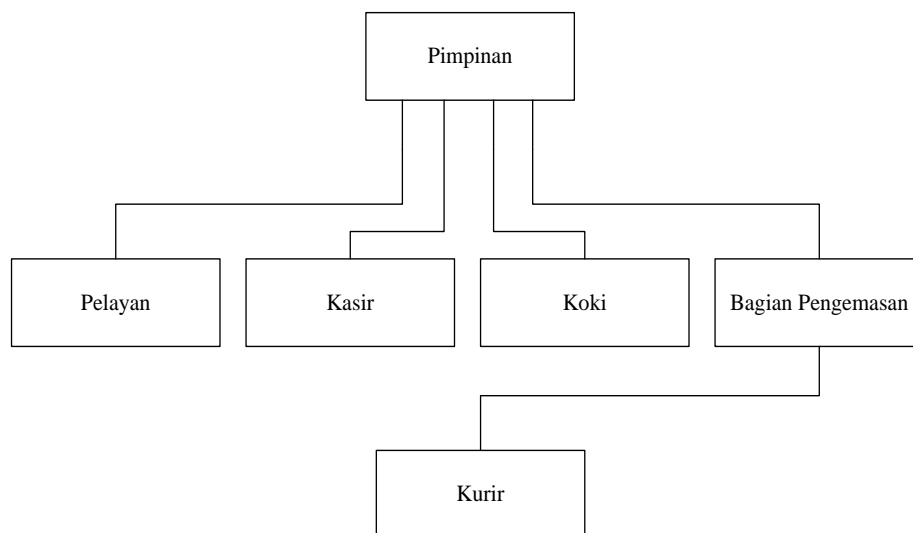 Pimpinan
Pelayan
Kasir
Koki
Bagian Pengemasan
Kurir